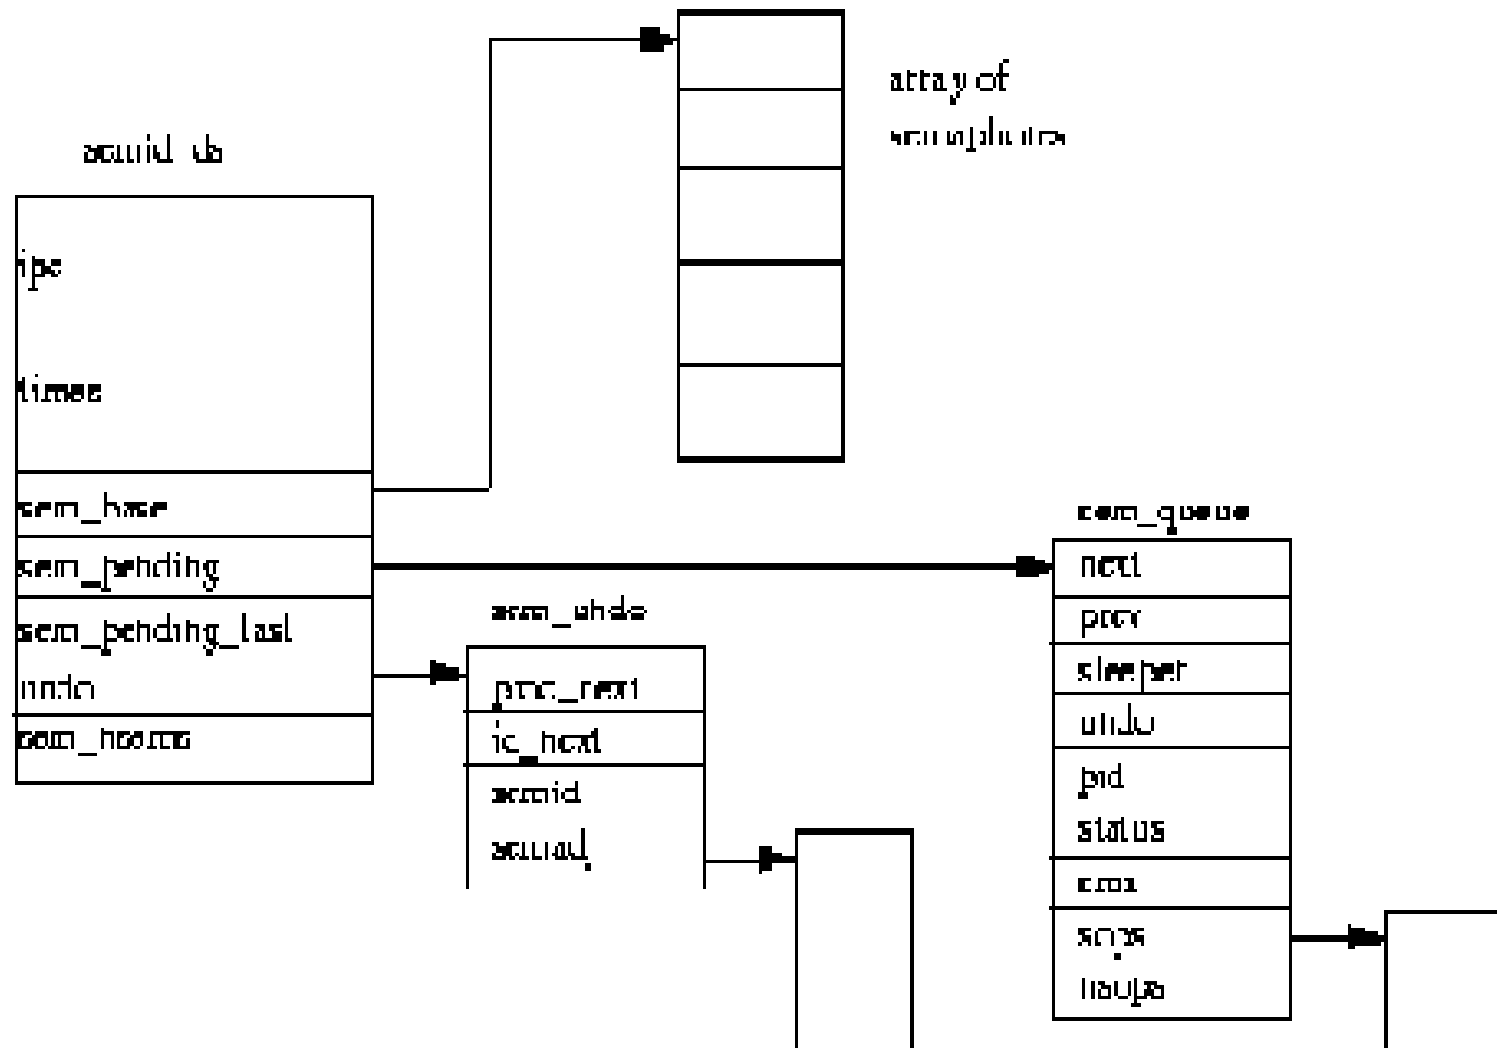 array of
semaphores
semid_ds
ipc
times
sem_base
sem_pending
sem_pending_last
undo
sem_nsems
sem_undo
proc_next
id_next
semid
semadj
sem_queue
next
prev
sleeper
undo
pid
status
sma
sops
nsops